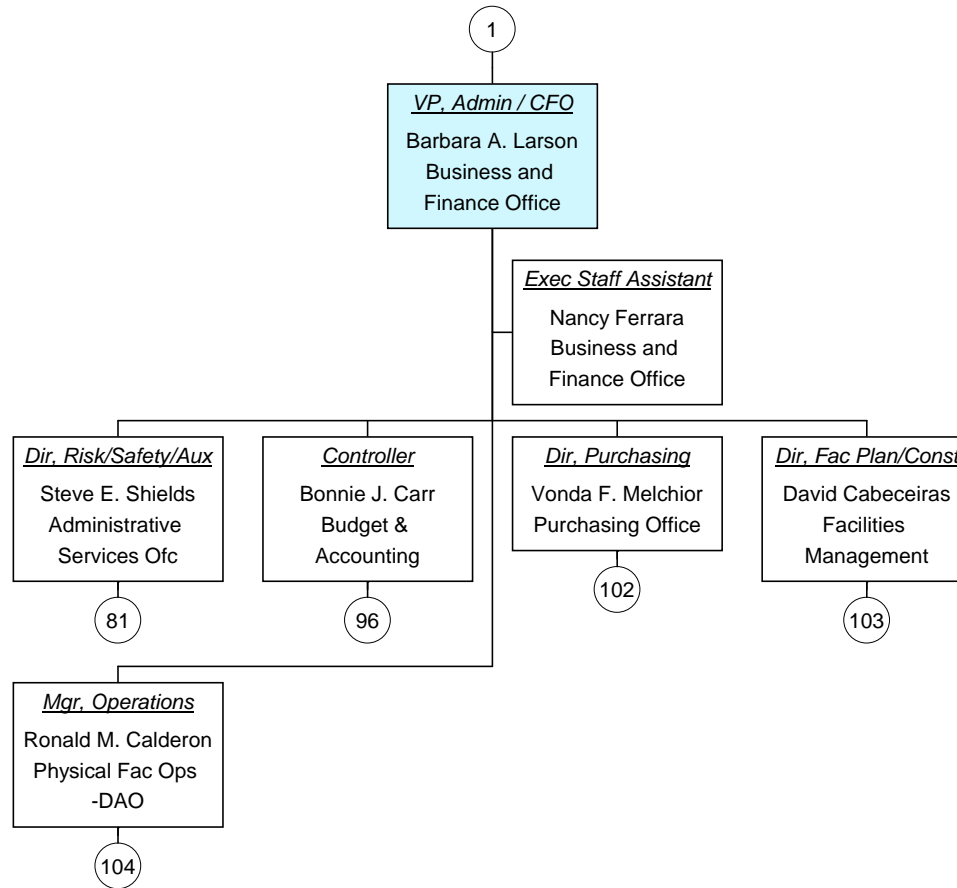 1
VP, Admin / CFO
Barbara A. Larson
Business and
Finance Office
Exec Staff Assistant
Nancy Ferrara
Business and
Finance Office
Dir, Risk/Safety/Aux
Steve E. Shields
Administrative
Services Ofc
81
Controller
Bonnie J. Carr
Budget &
Accounting
96
Dir, Purchasing
Vonda F. Melchior
Purchasing Office
102
Dir, Fac Plan/Const
David Cabeceiras
Facilities
Management
103
Mgr, Operations
Ronald M. Calderon
Physical Fac Ops
-DAO
104